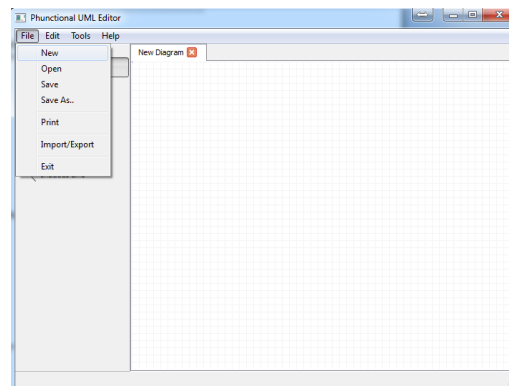 Phunctional UML Editor
File Edit Tools Help
New Diagram
New
Open
Save
Save As..
Print
Import/Export
Exit